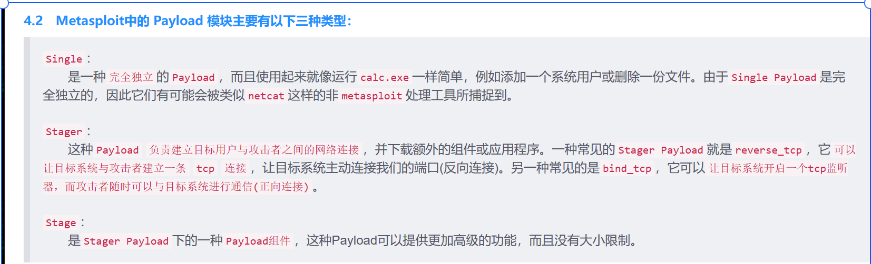 4.2 Metasploit中的 Payload 模块主要有以下三种类型：
Single：
是一种 完全独立 的 Payload ，而且使用起来就像运行 calc.exe 一样简单，例如添加一个系统用户或删除一份文件。由于 Single Payload 是完
全独立的，因此它们有可能会被类似 netcat 这样的非 metasploit 处理工具所捕捉到。
Stager：
这种 Payload 负责建立目标用户与攻击者之间的网络连接 ，并下载额外的组件或应用程序。一种常见的 Stager Payload 就是 reverse_tcp ，它 可以
让目标系统与攻击者建立一条 tcp 连接 ，让目标系统主动连接我们的端口(反向连接)。另一种常见的是 bind_tcp ，它可以 让目标系统开启一个tcp监听
器，而攻击者随时可以与目标系统进行通信(正向连接) 。
Stage：
是 Stager Payload 下的一种 Payload组件 ，这种Payload可以提供更加高级的功能，而且没有大小限制。